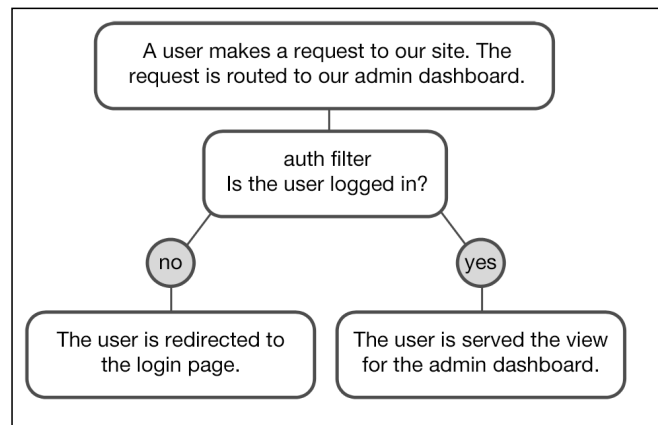 A user makes a request to our site. The
request is routed to our admin dashboard.
auth filter
Is the user logged in?
no
yes
The user is redirected to
the login page.
The user is served the view
for the admin dashboard.